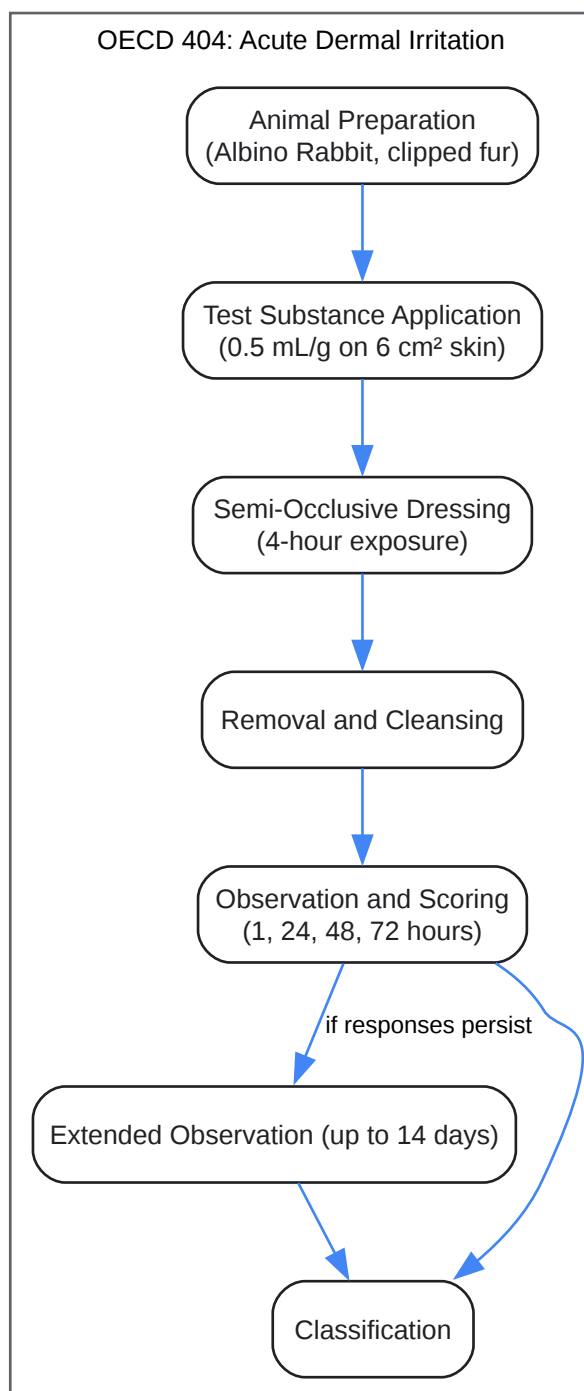 OECD 404: Acute Dermal Irritation
Animal Preparation
(Albino Rabbit, clipped fur)
Test Substance Application
(0.5 mL/g on 6 cm² skin)
Semi-Occlusive Dressing
(4-hour exposure)
Removal and Cleansing
Observation and Scoring
(1, 24, 48, 72 hours)
if responses persist
Extended Observation (up to 14 days)
Classification